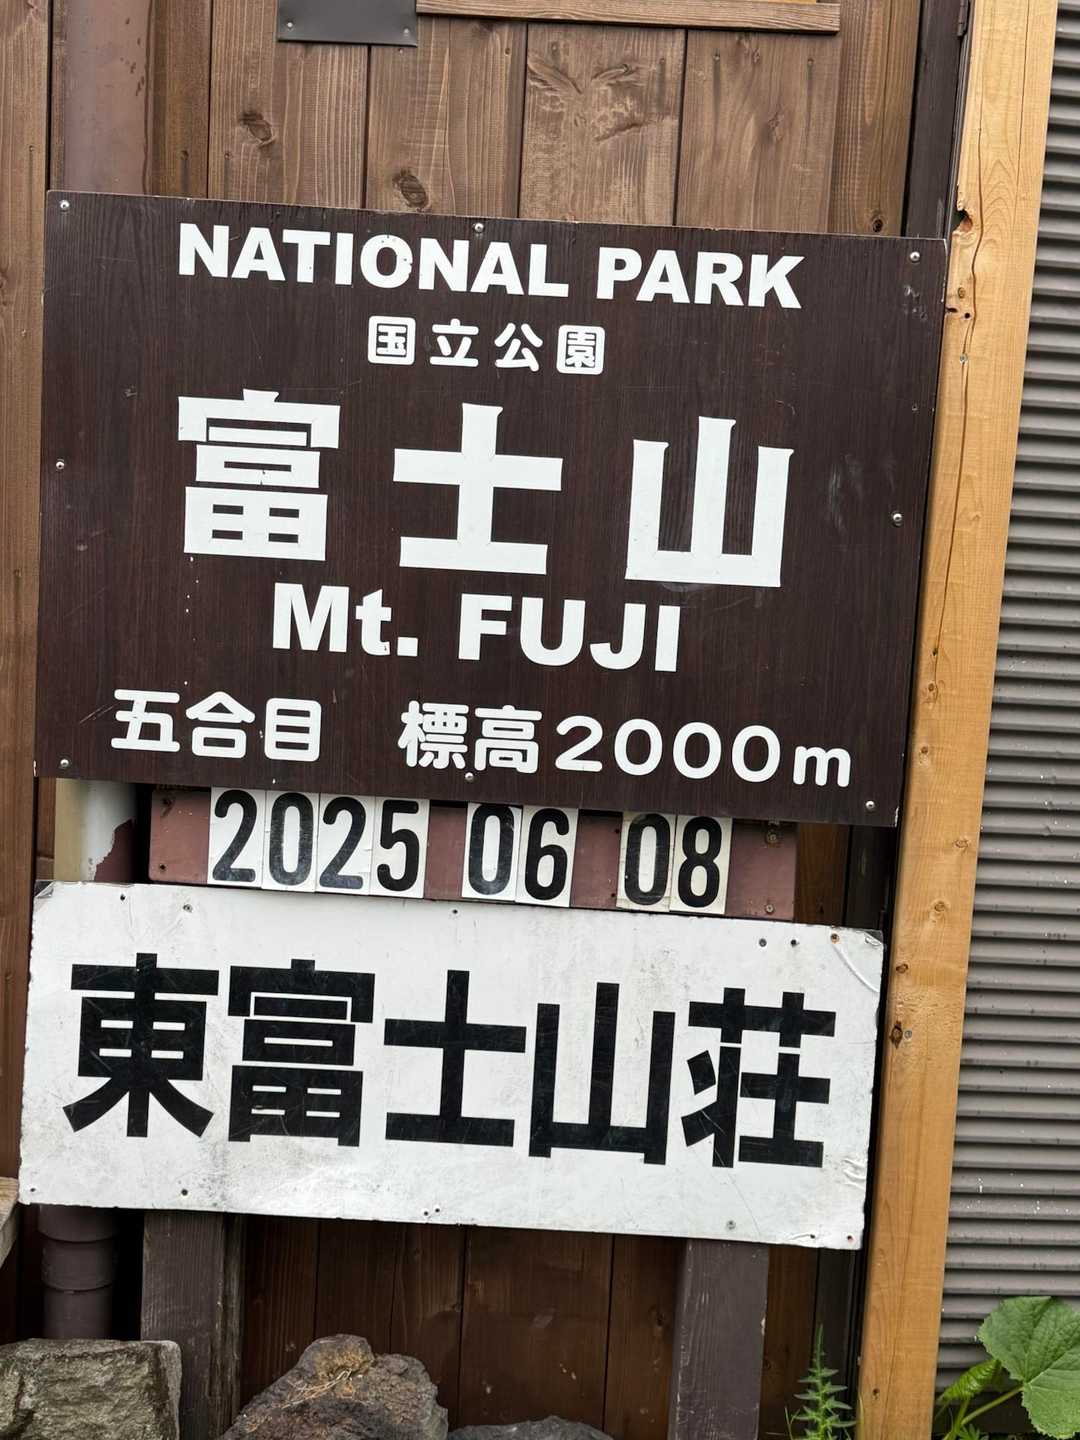 NATIONAL PARK
国立公園
富士山
Mt. FUJI
五合目 標高2000m
2025 06 08
東富士山荘